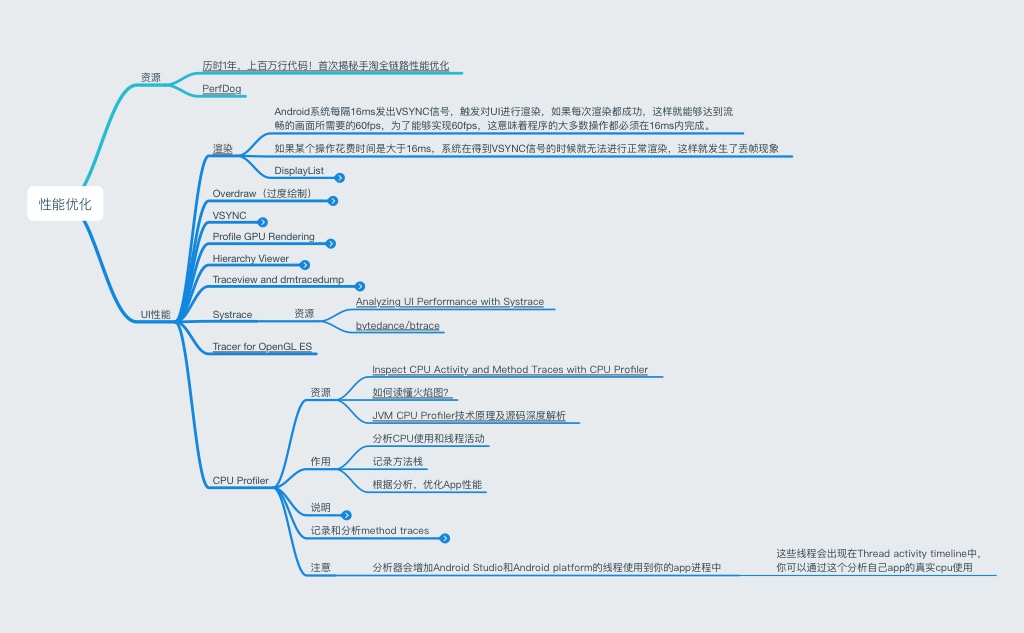 性能优化
资源
历时1年，上百万行代码！首次揭秘手淘全链路性能优化
PerfDog
UI性能
渲染
Android系统每隔16ms发出VSYNC信号，触发对UI进行渲染，如果每次渲染都成功，这样就能够达到流
畅的画面所需要的60fps，为了能够实现60fps，这意味着程序的大多数操作都必须在16ms内完成。
如果某个操作花费时间是大于16ms，系统在得到VSYNC信号的时候就无法进行正常渲染，这样就发生了丢帧现象
DisplayList
Overdraw（过度绘制）
VSYNC
Profile GPU Rendering
Hierarchy Viewer
Traceview and dmtracedump
Systrace
资源
Analyzing UI Performance with Systrace
bytedance/btrace
Tracer for OpenGL ES
CPU Profiler
资源
Inspect CPU Activity and Method Traces with CPU Profiler
如何读懂火焰图？
JVM CPU Profiler技术原理及源码深度解析
作用
分析CPU使用和线程活动
记录方法栈
根据分析，优化App性能
说明
记录和分析method traces
注意
分析器会增加Android Studio和Android platform的线程使用到你的app进程中
这些线程会出现在Thread activity timeline中，
你可以通过这个分析自己app的真实cpu使用